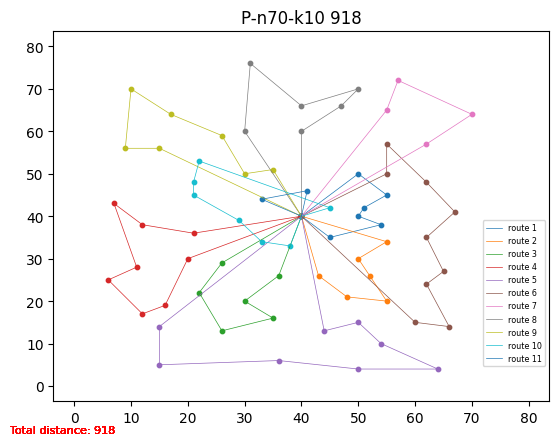 P-n70-k10 918
80
70
60
50
40
30
20
10
0
0 10 20 30 40 50 60 70 80
route 1
route 2
route 3
route 4
route 5
route 6
route 7
route 8
route 9
route 10
route 11
Total distance: 918